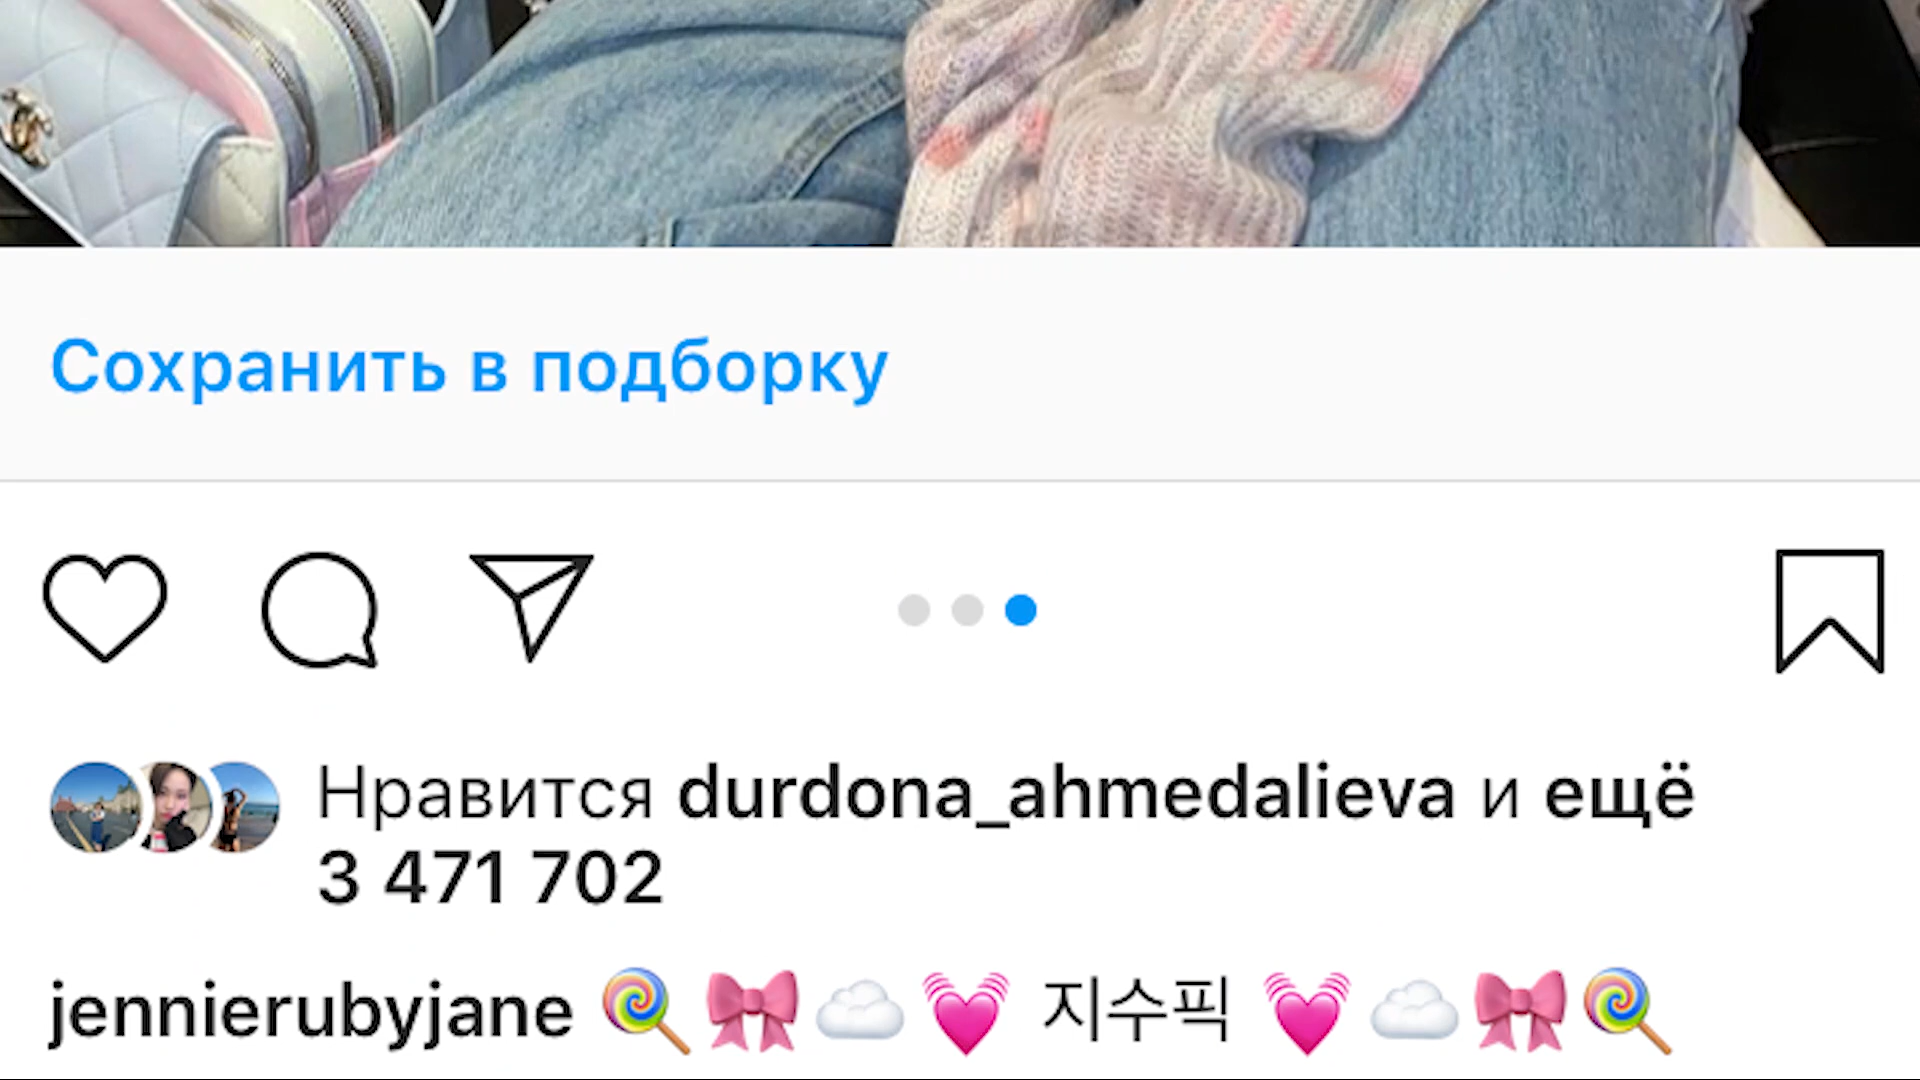 Сохранить в подборку
Нравится durdona_ahmedalieva и ещё
3 471 702
jennierubyjane 🍭🎀☁️💓 지수픽 💓☁️🎀🍭